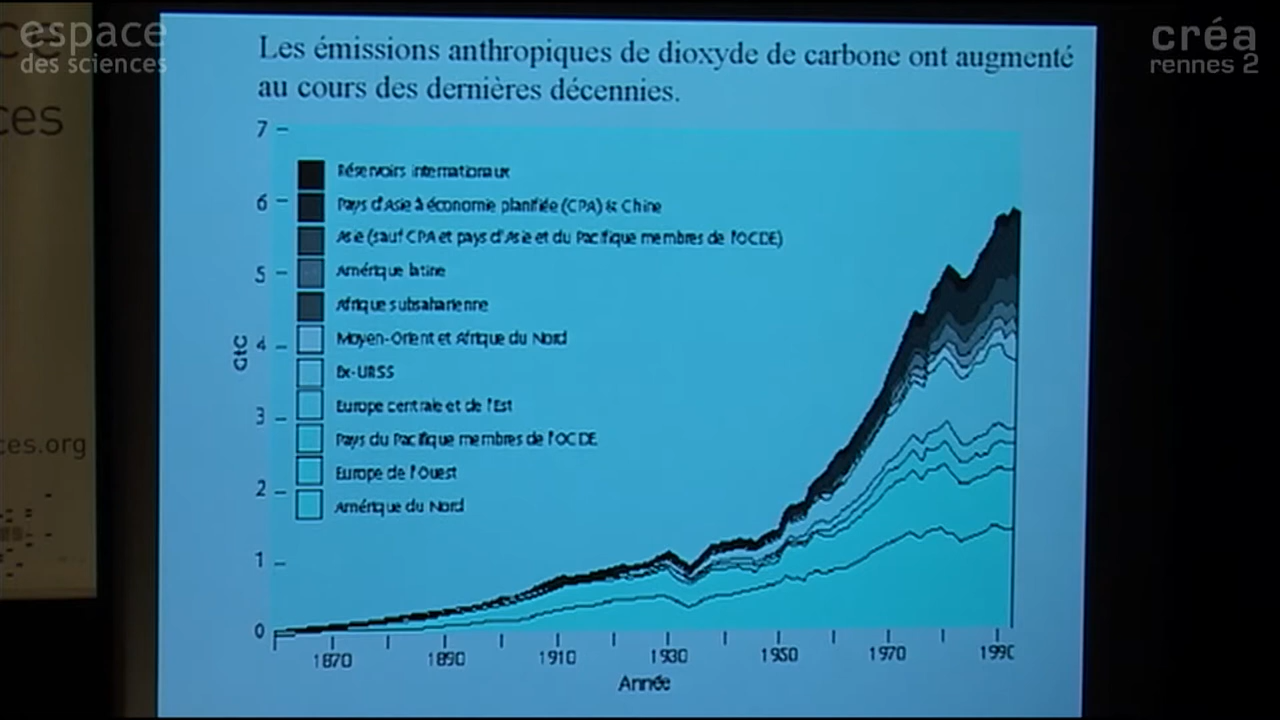 espace
des sciences
créa
rennes 2
ces
ces.org
Les émissions anthropiques de dioxyde de carbone ont augmenté
au cours des dernières décennies.
7
6
5
4
3
2
1
0
GtC
Réservoirs internationaux
Pays d'Asie à économie planifiée (CPA) & Chine
Asie (sauf CPA et pays d'Asie et du Pacifique membres de l'OCDE)
Amérique latine
Afrique subsaharienne
Moyen-Orient et Afrique du Nord
Ex-URSS
Europe centrale et de l'Est
Pays du Pacifique membres de l'OCDE
Europe de l'Ouest
Amérique du Nord
1870 1890 1910 1930 1950 1970 1990
Année